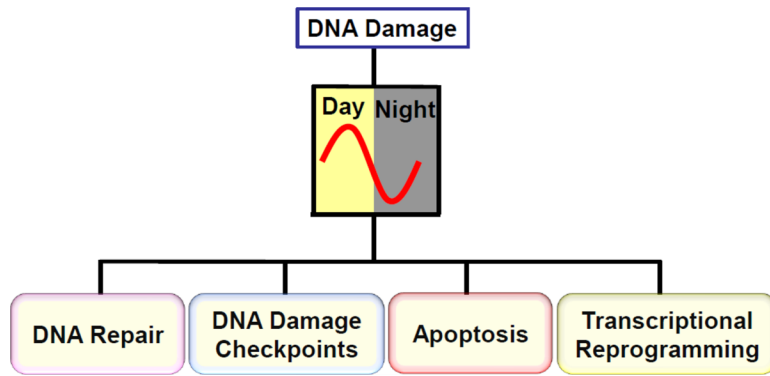 DNA Damage
Day Night
DNA Repair
DNA Damage
Checkpoints
Apoptosis
Transcriptional
Reprogramming